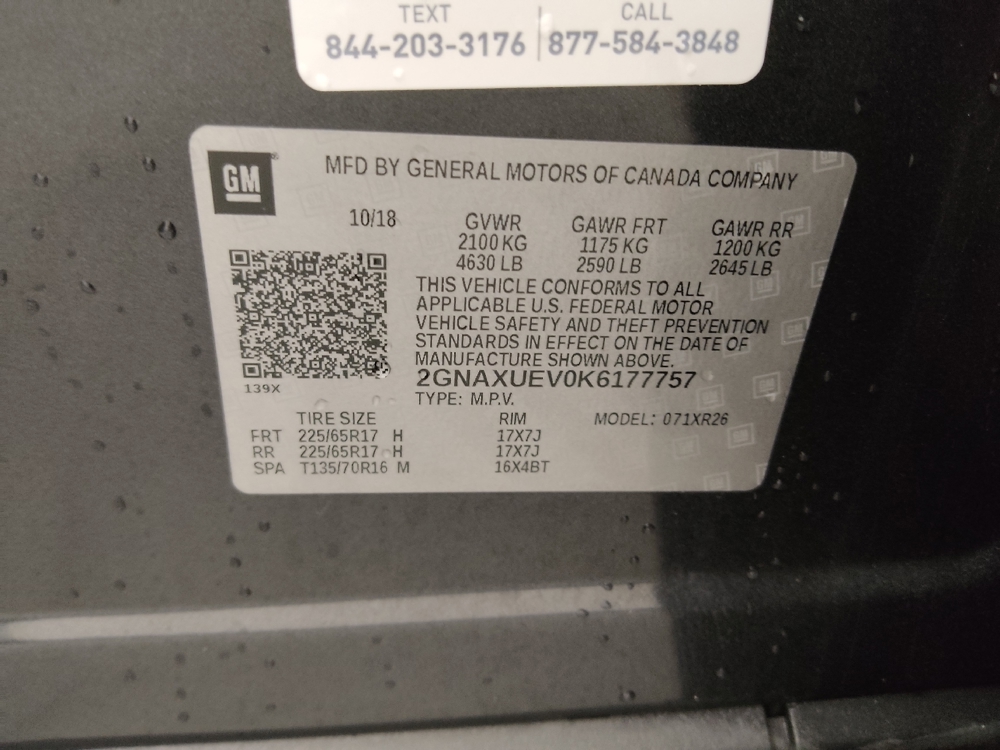 TEXT
CALL
844-203-3176
877-584-3848
GM
MFD BY GENERAL MOTORS OF CANADA COMPANY
10/18
GVWR
2100 KG
4630 LB
GAWR FRT
1175 KG
2590 LB
GAWR RR
1200 KG
2645 LB
THIS VEHICLE CONFORMS TO ALL
APPLICABLE U.S. FEDERAL MOTOR
VEHICLE SAFETY AND THEFT PREVENTION
STANDARDS IN EFFECT ON THE DATE OF
MANUFACTURE SHOWN ABOVE.
139X
2GNAXUEV0K6177757
TYPE: M.P.V.
TIRE SIZE RIM MODEL: 071XR26
FRT 225/65R17 H 17X7J
RR 225/65R17 H 17X7J
SPA T135/70R16 M 16X4BT